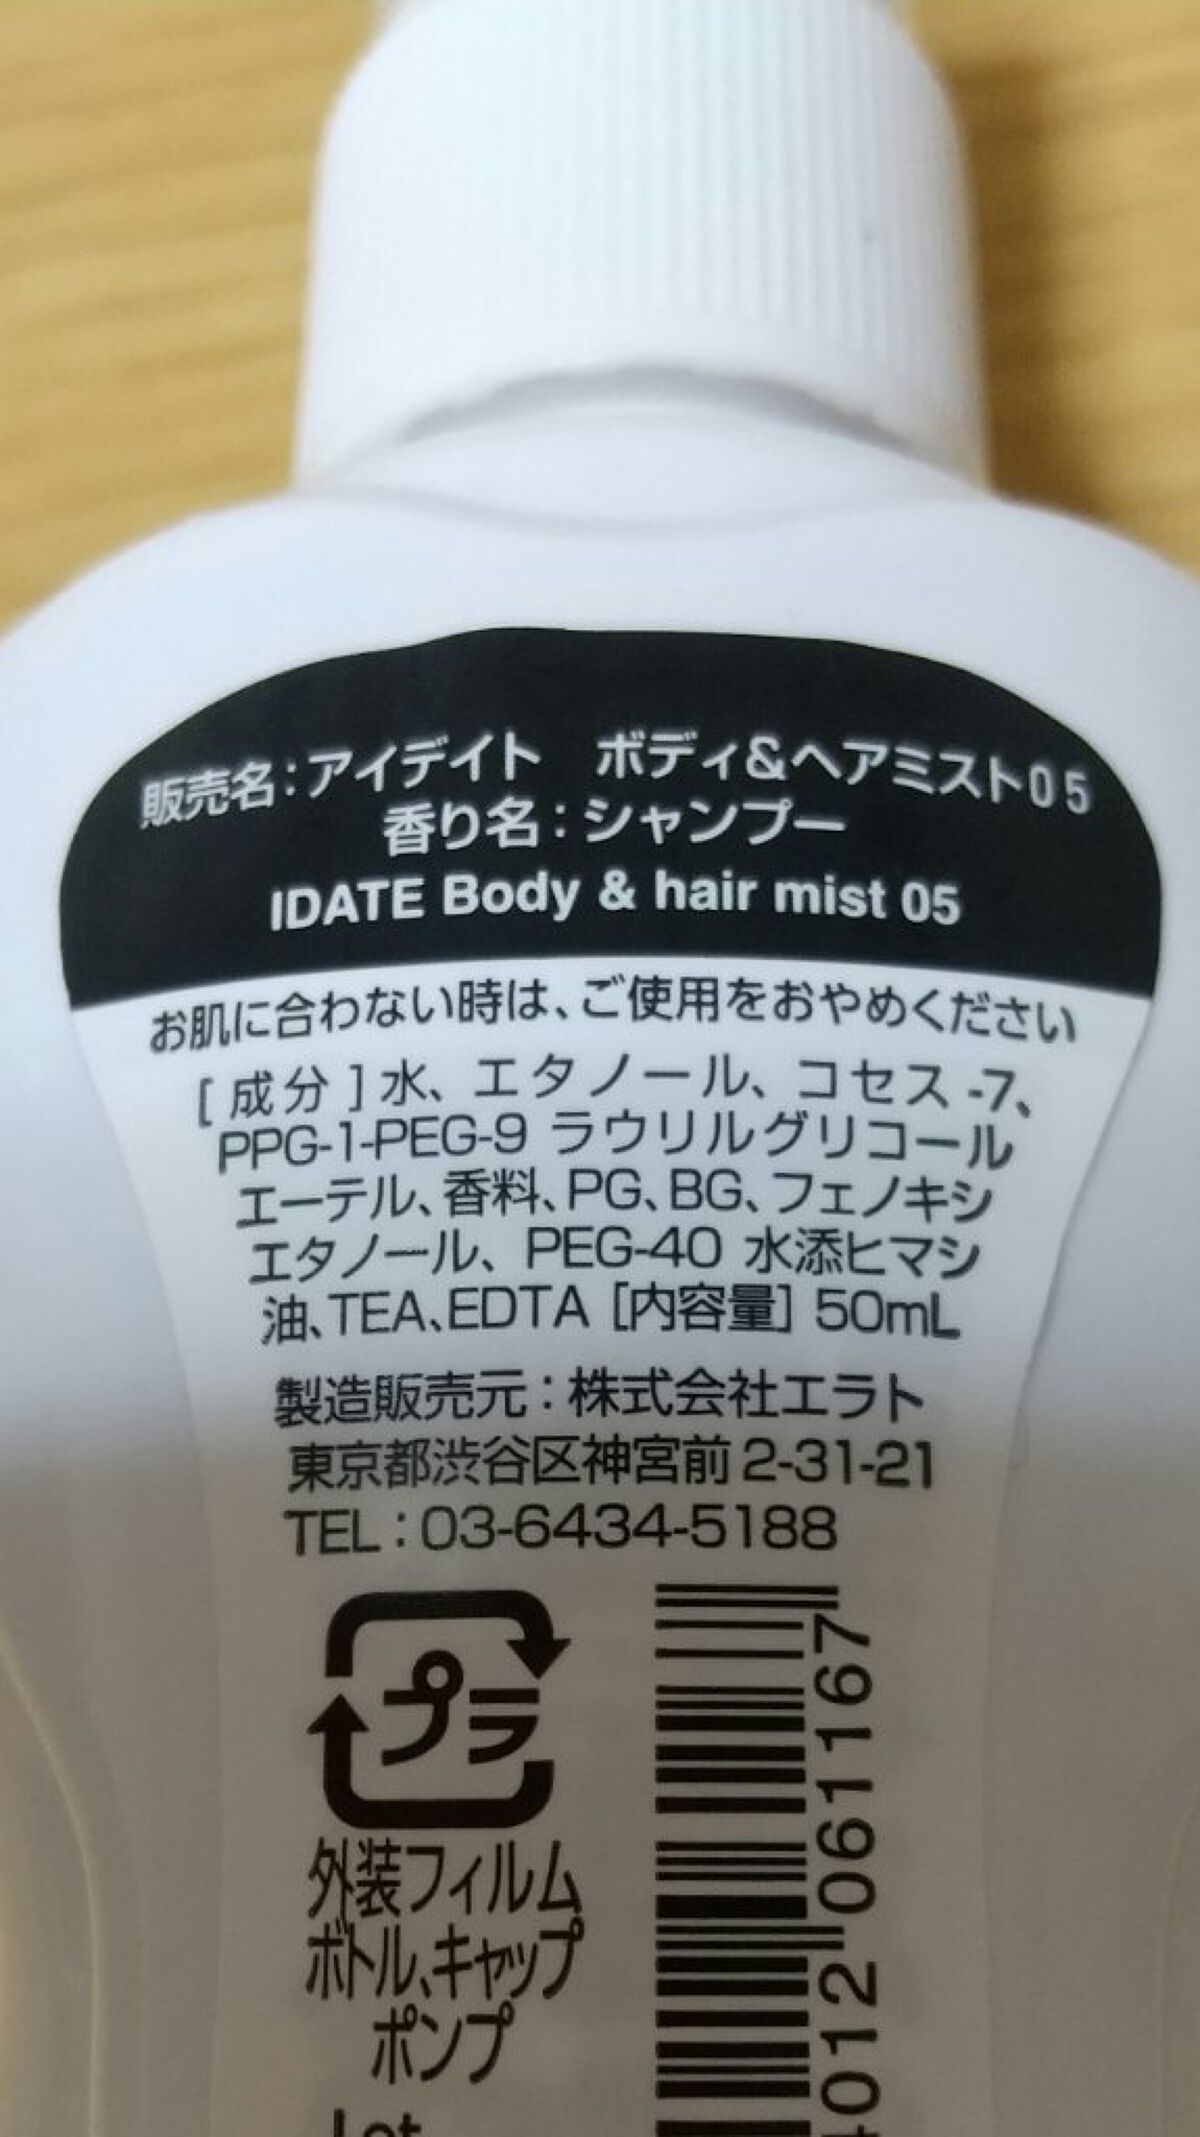 販売名：アイデイト ボディ&ヘアミスト05
香り名：シャンプー
IDATE Body & hair mist 05
お肌に合わない時は、ご使用をおやめください
[成分]水、エタノール、コセス-7、
PPG-1-PEG-9 ラウリルグリコール
エーテル、香料、PG、BG、フェノキシ
エタノール、PEG-40 水添ヒマシ
油、TEA、EDTA [内容量] 50mL
製造販売元：株式会社エラト
東京都渋谷区神宮前2-31-21
TEL：03-6434-5188
プラ
外装フィルム
ボトル、キャップ
ポンプ
012 061167